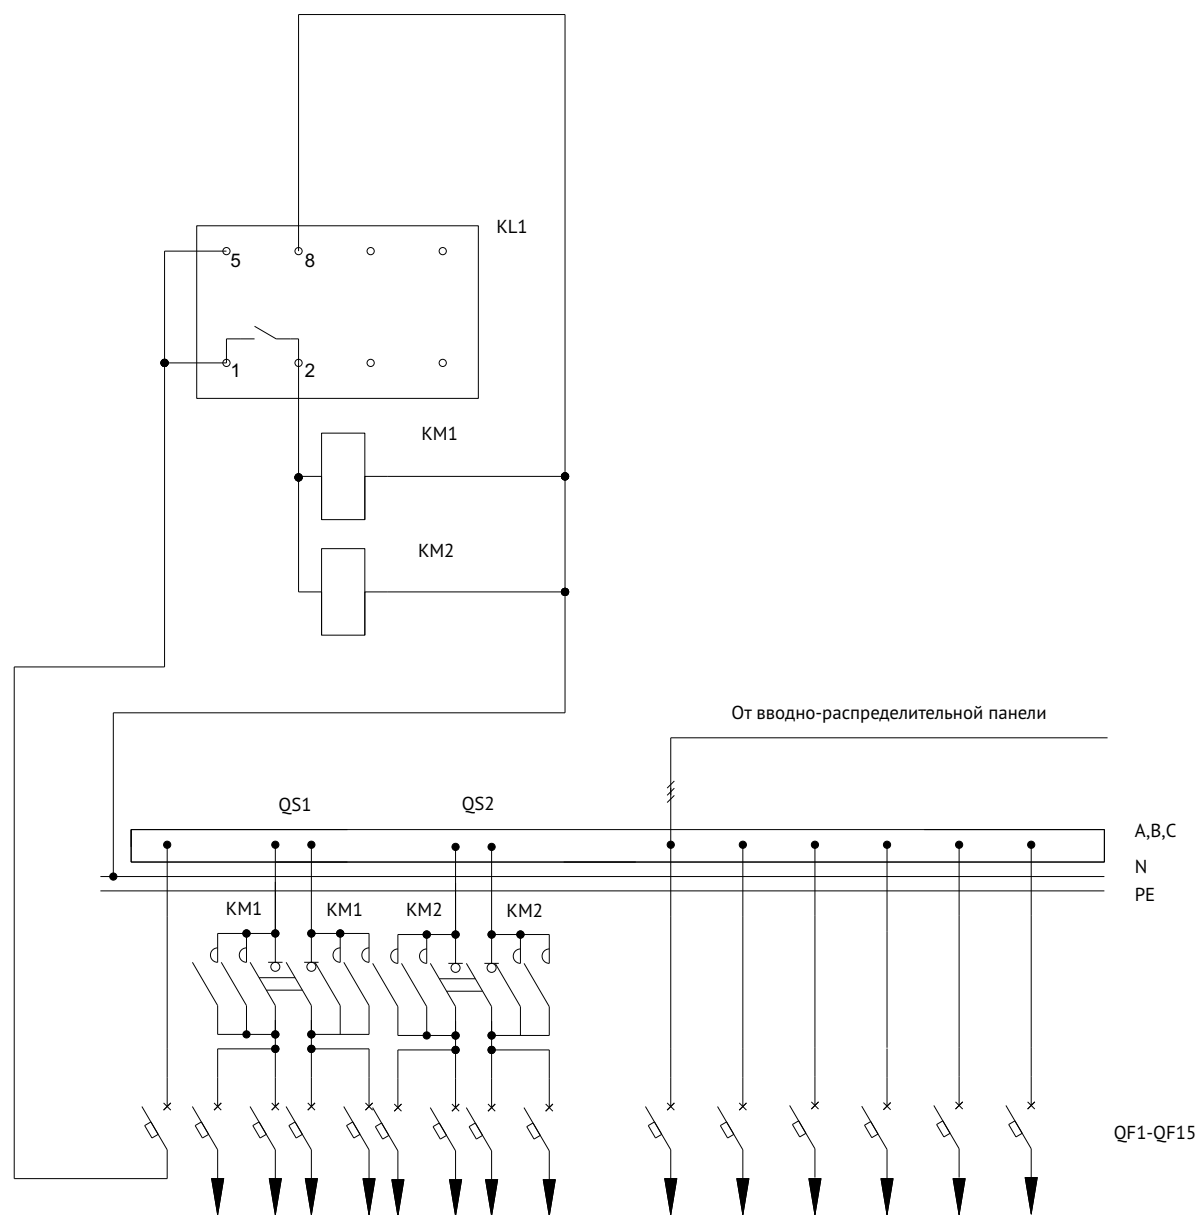 KL1
5
8
1
2
KM1
KM2
От вводно-распределительной панели
QS1
QS2
A,B,C
N
PE
KM1
KM1
KM2
KM2
QF1-QF15